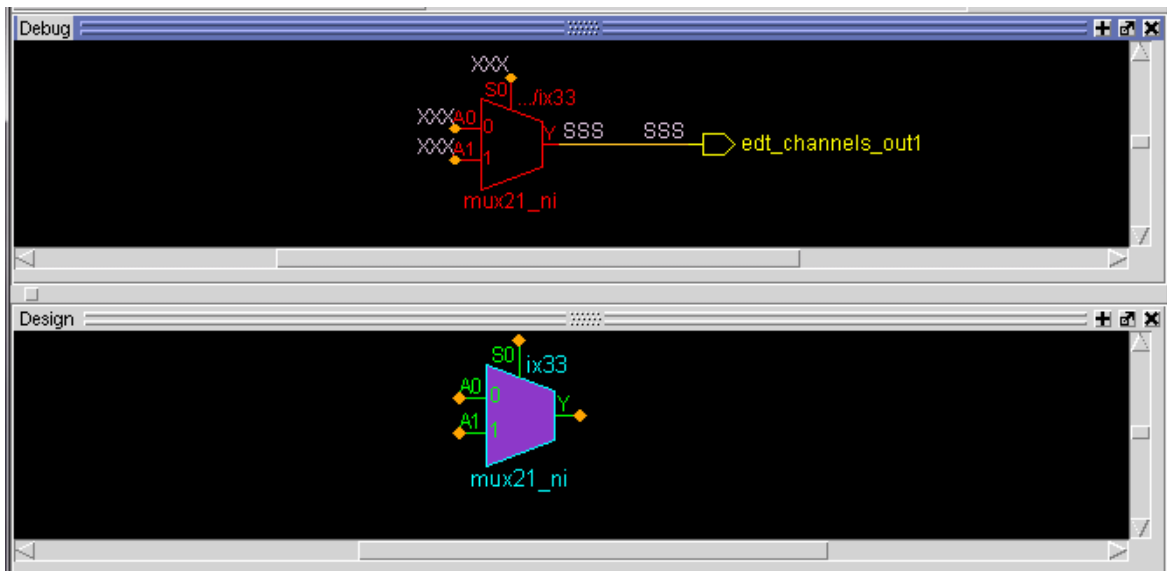 Debug
XXX
S0 .../ix33
XXX A0 0
Y SSS SSS edt_channels_out1
XXX A1 1
mux21_ni
Design
S0 ix33
A0 0
Y
A1 1
mux21_ni